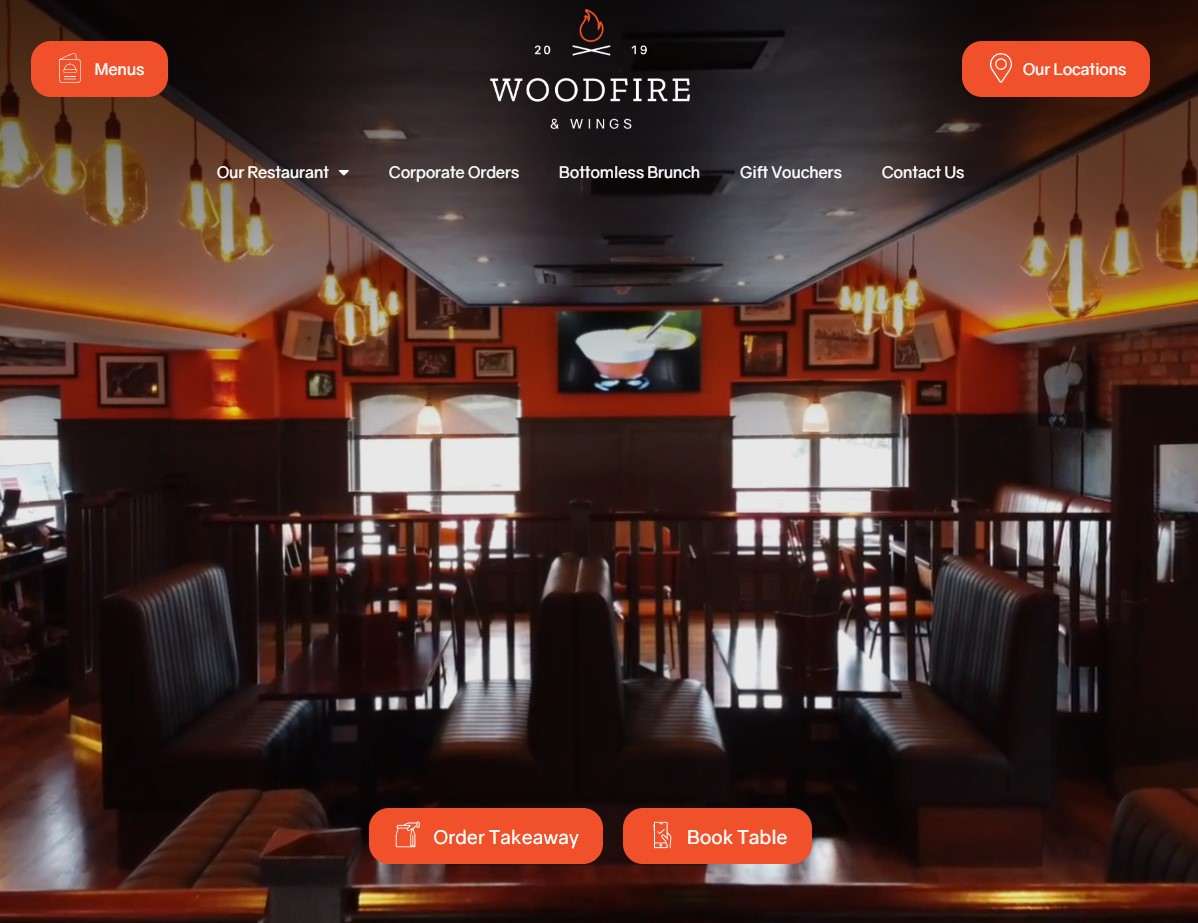 Menus
20 19
WOODFIRE
& WINGS
Our Locations
Our Restaurant Corporate Orders Bottomless Brunch Gift Vouchers Contact Us
Order Takeaway Book Table